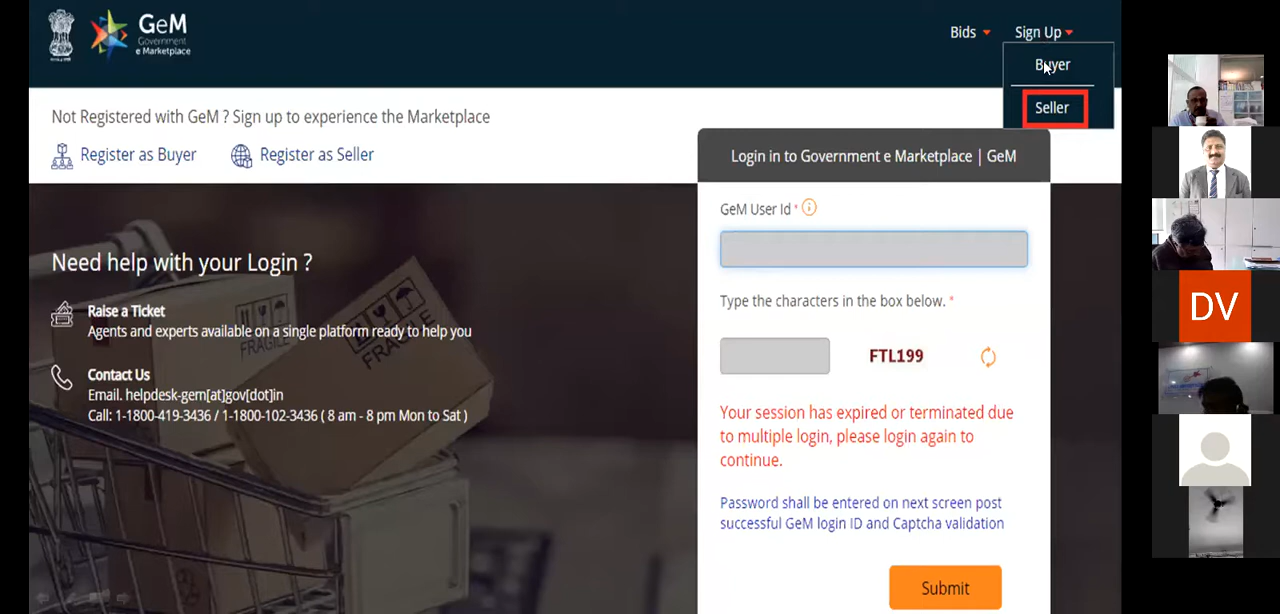 GeM
Government
e Marketplace
Bids
Sign Up
Buyer
Seller
Not Registered with GeM ? Sign up to experience the Marketplace
Register as Buyer
Register as Seller
Login in to Government e Marketplace | GeM
GeM User Id *
Need help with your Login ?
Raise a Ticket
Agents and experts available on a single platform ready to help you
Contact Us
Email. helpdesk-gem[at]gov[dot]in
Call: 1-1800-419-3436 / 1-1800-102-3436 ( 8 am - 8 pm Mon to Sat )
FRAGILE
FRAGILE
Type the characters in the box below. *
FTL199
Your session has expired or terminated due
to multiple login, please login again to
continue.
Password shall be entered on next screen post
successful GeM login ID and Captcha validation
Submit
DV